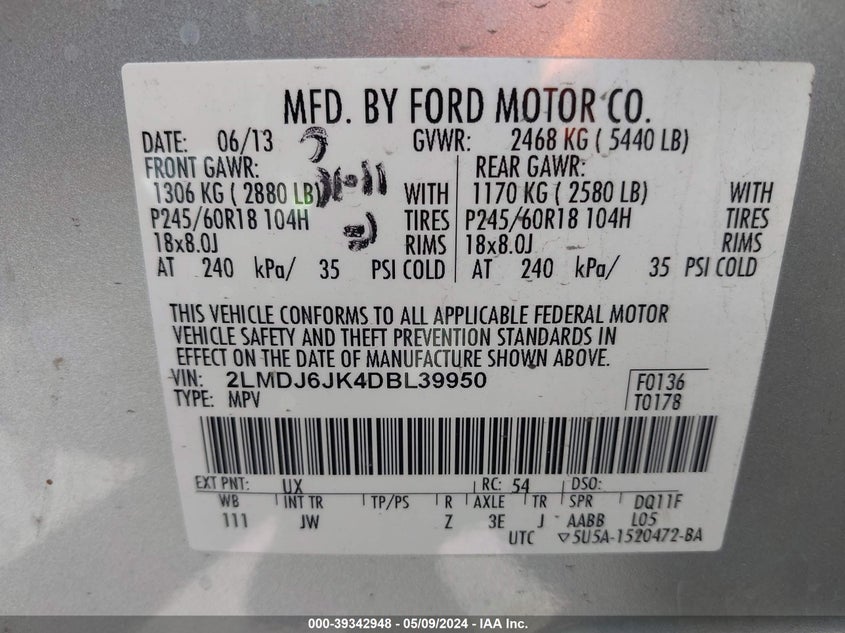 MFD. BY FORD MOTOR CO.
DATE: 06/13 GVWR: 2468 KG ( 5440 LB)
FRONT GAWR: REAR GAWR:
1306 KG ( 2880 LB) WITH 1170 KG ( 2580 LB) WITH
P245/60R18 104H TIRES P245/60R18 104H TIRES
18x8.0J RIMS 18x8.0J RIMS
AT 240 kPa/ 35 PSI COLD AT 240 kPa/ 35 PSI COLD
THIS VEHICLE CONFORMS TO ALL APPLICABLE FEDERAL MOTOR
VEHICLE SAFETY AND THEFT PREVENTION STANDARDS IN
EFFECT ON THE DATE OF MANUFACTURE SHOWN ABOVE.
VIN: 2LMDJ6JK4DBL39950 F0136
TYPE: MPV T0178
EXT PNT: UX RC: 54 DSO:
WB INT TR TP/PS R AXLE TR SPR DQ11F
111 JW Z 3E J AABB L05
UTC ▽5U5A-1520472-BA
000-39342948 - 05/09/2024 - IAA Inc.